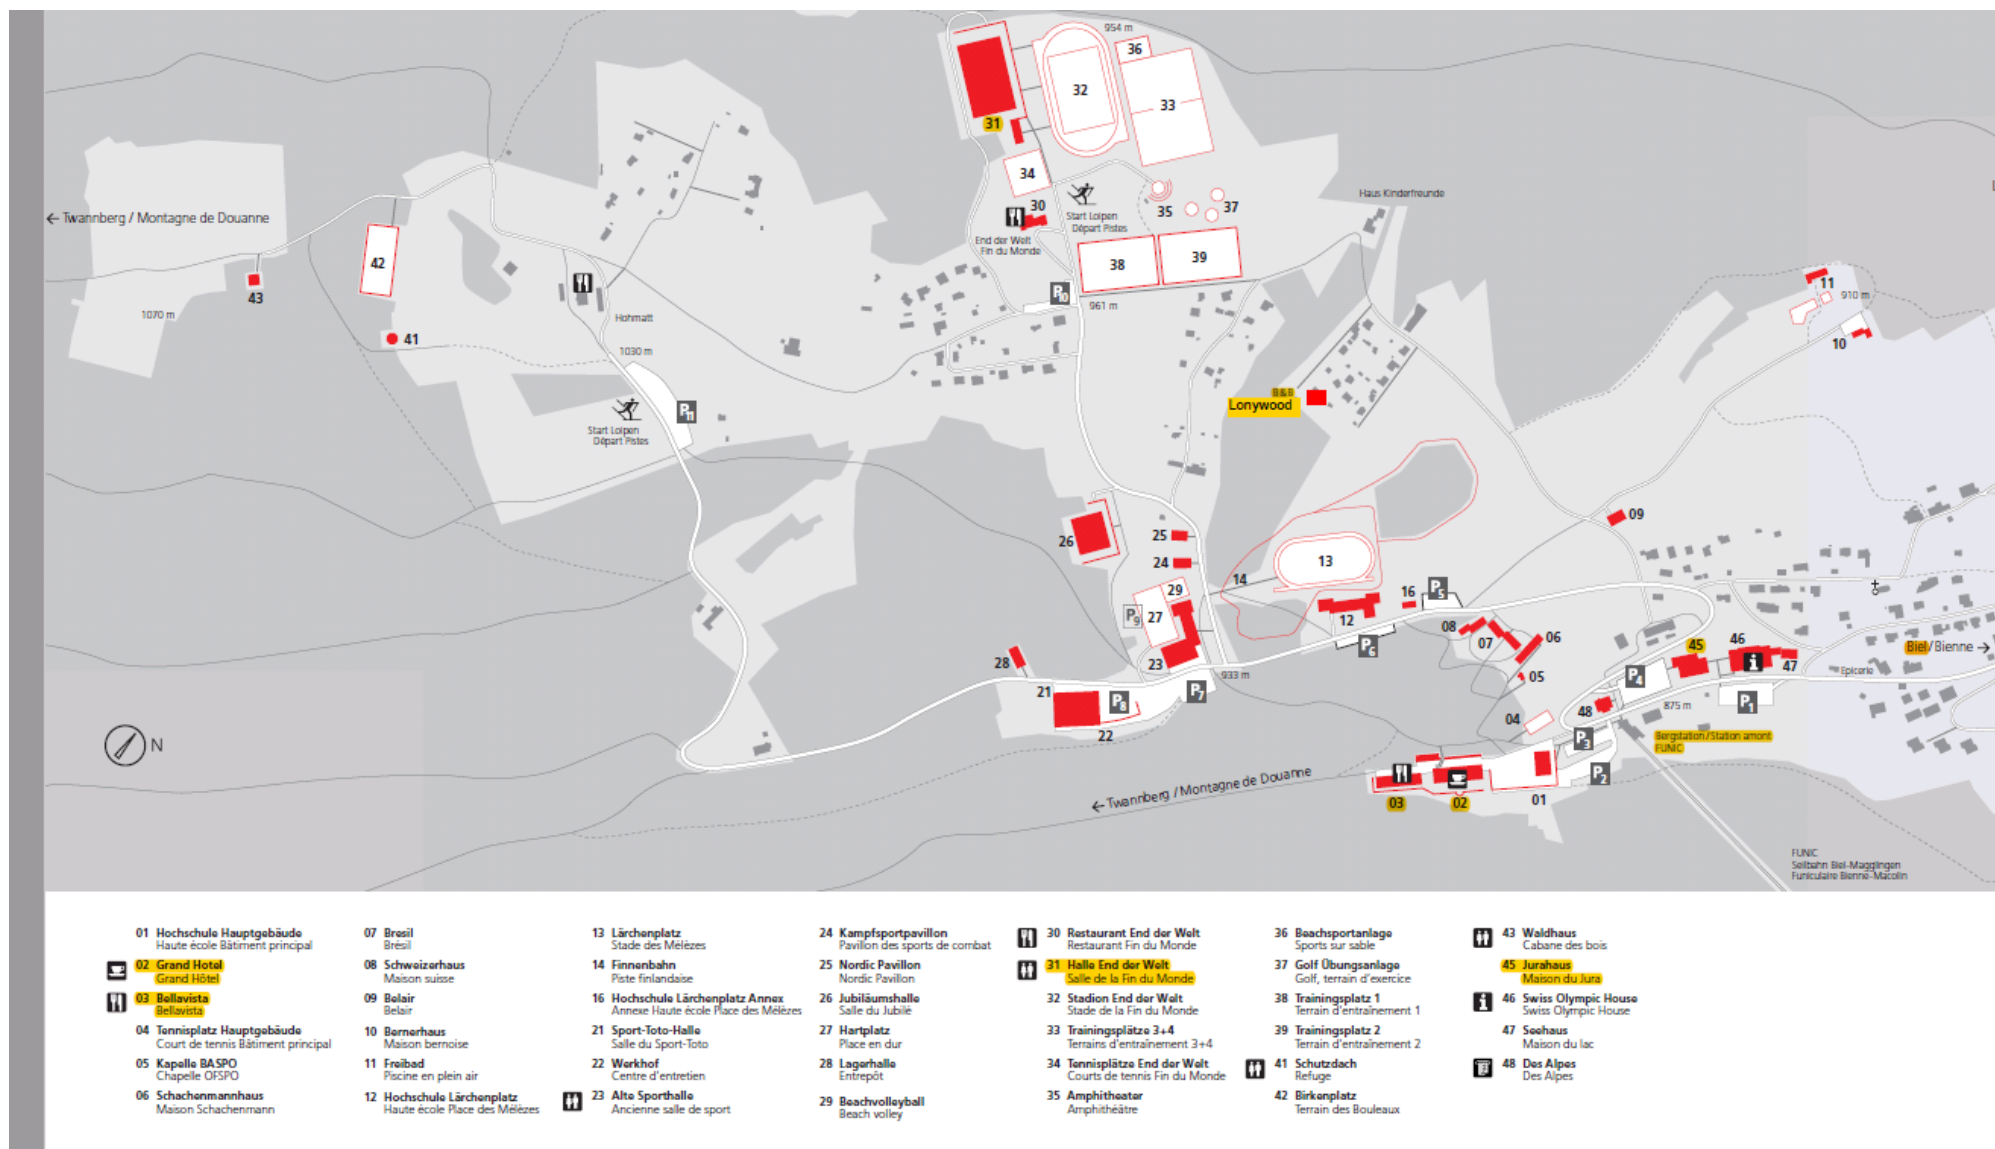 954 m
36
32
33
31
34
Haus Kinderfreunde
← Twannberg / Montagne de Douanne
30
35
37
Start Loipen
Départ Pistes
End der Welt
Fin du Monde
42
38
39
43
P10
961 m
11
910 m
1070 m
Hohmatt
41
10
1030 m
B&B
Lonywood
P11
Start Loipen
Départ Pistes
09
26
25
24
13
14
29
P5
16
P9
27
12
08
07
06
46
45
P6
Biel/Bienne →
28
23
47
Epicerie
933 m
05
P4
21
P8
P7
P1
48
875 m
04
22
N
P3
Bergstation/Station amont
FUNIC
P2
← Twannberg / Montagne de Douanne
03
02
01
FUNIC
Seilbahn Biel-Magglingen
Funiculaire Bienne-Macolin
01 Hochschule Hauptgebäude
Haute école Bâtiment principal
02 Grand Hotel
Grand Hôtel
03 Bellavista
Bellavista
04 Tennisplatz Hauptgebäude
Court de tennis Bâtiment principal
05 Kapelle BASPO
Chapelle OFSPO
06 Schachenmannhaus
Maison Schachenmann
07 Bresil
Brésil
08 Schweizerhaus
Maison suisse
09 Belair
Belair
10 Bernerhaus
Maison bernoise
11 Freibad
Piscine en plein air
12 Hochschule Lärchenplatz
Haute école Place des Mélèzes
13 Lärchenplatz
Stade des Mélèzes
14 Finnenbahn
Piste finlandaise
16 Hochschule Lärchenplatz Annex
Annexe Haute école Place des Mélèzes
21 Sport-Toto-Halle
Salle du Sport-Toto
22 Werkhof
Centre d'entretien
23 Alte Sporthalle
Ancienne salle de sport
24 Kampfsportpavillon
Pavillon des sports de combat
25 Nordic Pavillon
Nordic Pavillon
26 Jubiläumshalle
Salle du Jubilé
27 Hartplatz
Place en dur
28 Lagerhalle
Entrepôt
29 Beachvolleyball
Beach volley
30 Restaurant End der Welt
Restaurant Fin du Monde
31 Halle End der Welt
Salle de la Fin du Monde
32 Stadion End der Welt
Stade de la Fin du Monde
33 Trainingsplätze 3+4
Terrains d'entraînement 3+4
34 Tennisplätze End der Welt
Courts de tennis Fin du Monde
35 Amphitheater
Amphithéâtre
36 Beachsportanlage
Sports sur sable
37 Golf Übungsanlage
Golf, terrain d'exercice
38 Trainingsplatz 1
Terrain d'entraînement 1
39 Trainingsplatz 2
Terrain d'entraînement 2
41 Schutzdach
Refuge
42 Birkenplatz
Terrain des Bouleaux
43 Waldhaus
Cabane des bois
45 Jurahaus
Maison du Jura
46 Swiss Olympic House
Swiss Olympic House
47 Seehaus
Maison du lac
48 Des Alpes
Des Alpes